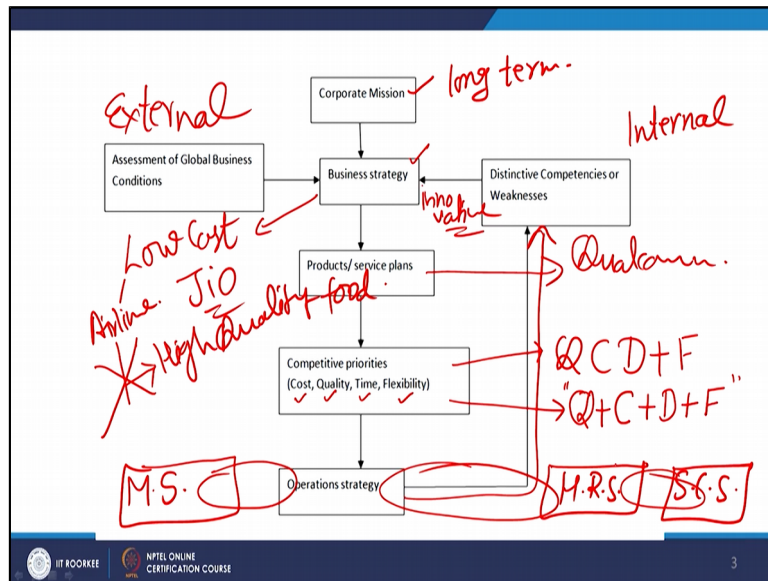 Corporate Mission
long term.
External
Internal
Assessment of Global Business
Conditions
Business strategy
Distinctive Competencies or
Weaknesses
Inno
vative
Low Cost
Products/ service plans
Qualcomm.
Airline. JiO
High Quality food.
Competitive priorities
(Cost, Quality, Time, Flexibility)
Q C D + F
"Q+C+D+F"
M.S.
Operations strategy
H.R.S.
S.C.S.
IIT ROORKEE
NPTEL ONLINE
CERTIFICATION COURSE
3